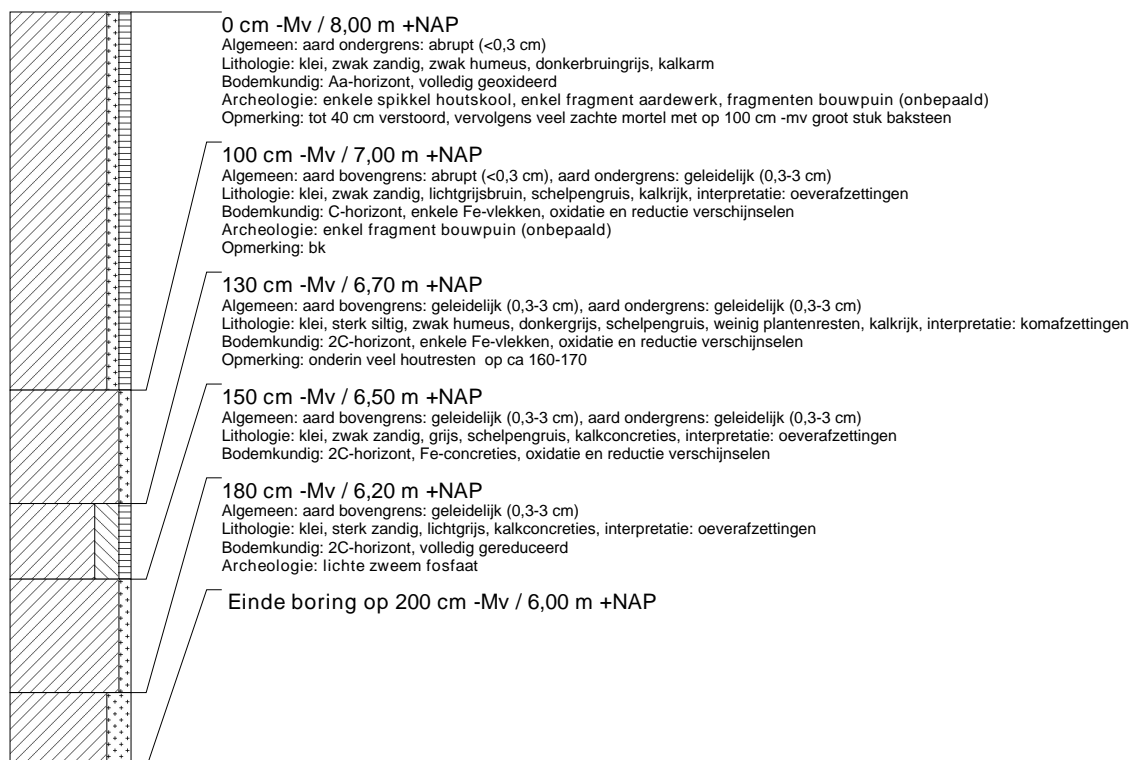 0 cm -Mv / 8,00 m +NAP
Algemeen: aard ondergrens: abrupt (<0,3 cm)
Lithologie: klei, zwak zandig, zwak humeus, donkerbruingrijs, kalkarm
Bodemkundig: Aa-horizont, volledig geoxideerd
Archeologie: enkele spikkel houtskool, enkel fragment aardewerk, fragmenten bouwpuin (onbepaald)
Opmerking: tot 40 cm verstoord, vervolgens veel zachte mortel met op 100 cm -mv groot stuk baksteen
100 cm -Mv / 7,00 m +NAP
Algemeen: aard bovengrens: abrupt (<0,3 cm), aard ondergrens: geleidelijk (0,3-3 cm)
Lithologie: klei, zwak zandig, lichtgrijsbruin, schelpengruis, kalkrijk, interpretatie: oeverafzettingen
Bodemkundig: C-horizont, enkele Fe-vlekken, oxidatie en reductie verschijnselen
Archeologie: enkel fragment bouwpuin (onbepaald)
Opmerking: bk
130 cm -Mv / 6,70 m +NAP
Algemeen: aard bovengrens: geleidelijk (0,3-3 cm), aard ondergrens: geleidelijk (0,3-3 cm)
Lithologie: klei, sterk siltig, zwak humeus, donkergrijs, schelpengruis, weinig plantenresten, kalkrijk, interpretatie: komafzettingen
Bodemkundig: 2C-horizont, enkele Fe-vlekken, oxidatie en reductie verschijnselen
Opmerking: onderin veel houtresten op ca 160-170
150 cm -Mv / 6,50 m +NAP
Algemeen: aard bovengrens: geleidelijk (0,3-3 cm), aard ondergrens: geleidelijk (0,3-3 cm)
Lithologie: klei, zwak zandig, grijs, schelpengruis, kalkconcreties, interpretatie: oeverafzettingen
Bodemkundig: 2C-horizont, Fe-concreties, oxidatie en reductie verschijnselen
180 cm -Mv / 6,20 m +NAP
Algemeen: aard bovengrens: geleidelijk (0,3-3 cm)
Lithologie: klei, sterk zandig, lichtgrijs, kalkconcreties, interpretatie: oeverafzettingen
Bodemkundig: 2C-horizont, volledig gereduceerd
Archeologie: lichte zweem fosfaat
Einde boring op 200 cm -Mv / 6,00 m +NAP